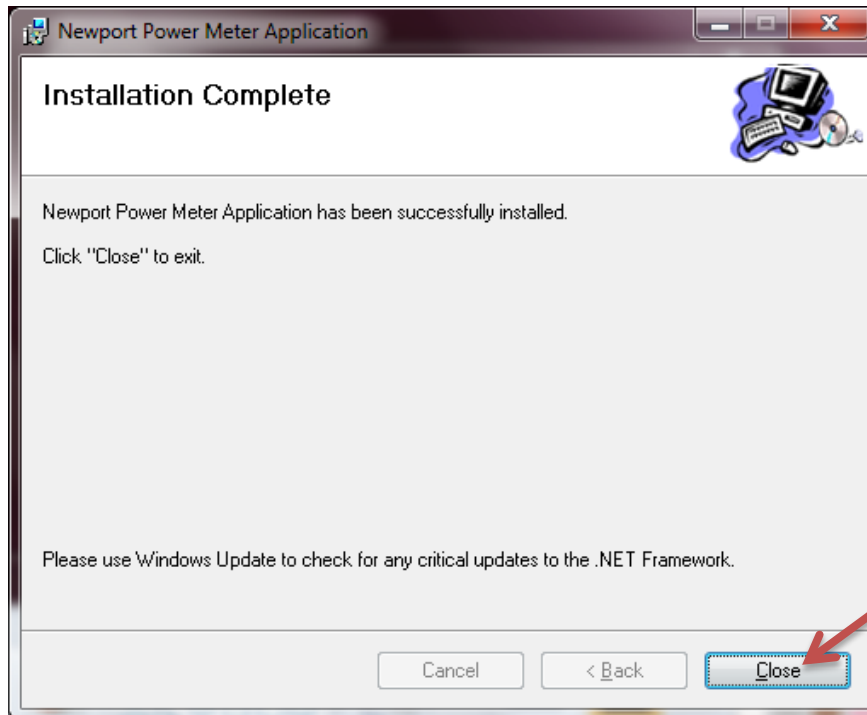 Newport Power Meter Application
Installation Complete
Newport Power Meter Application has been successfully installed.
Click "Close" to exit.
Please use Windows Update to check for any critical updates to the .NET Framework.
Cancel
< Back
Close